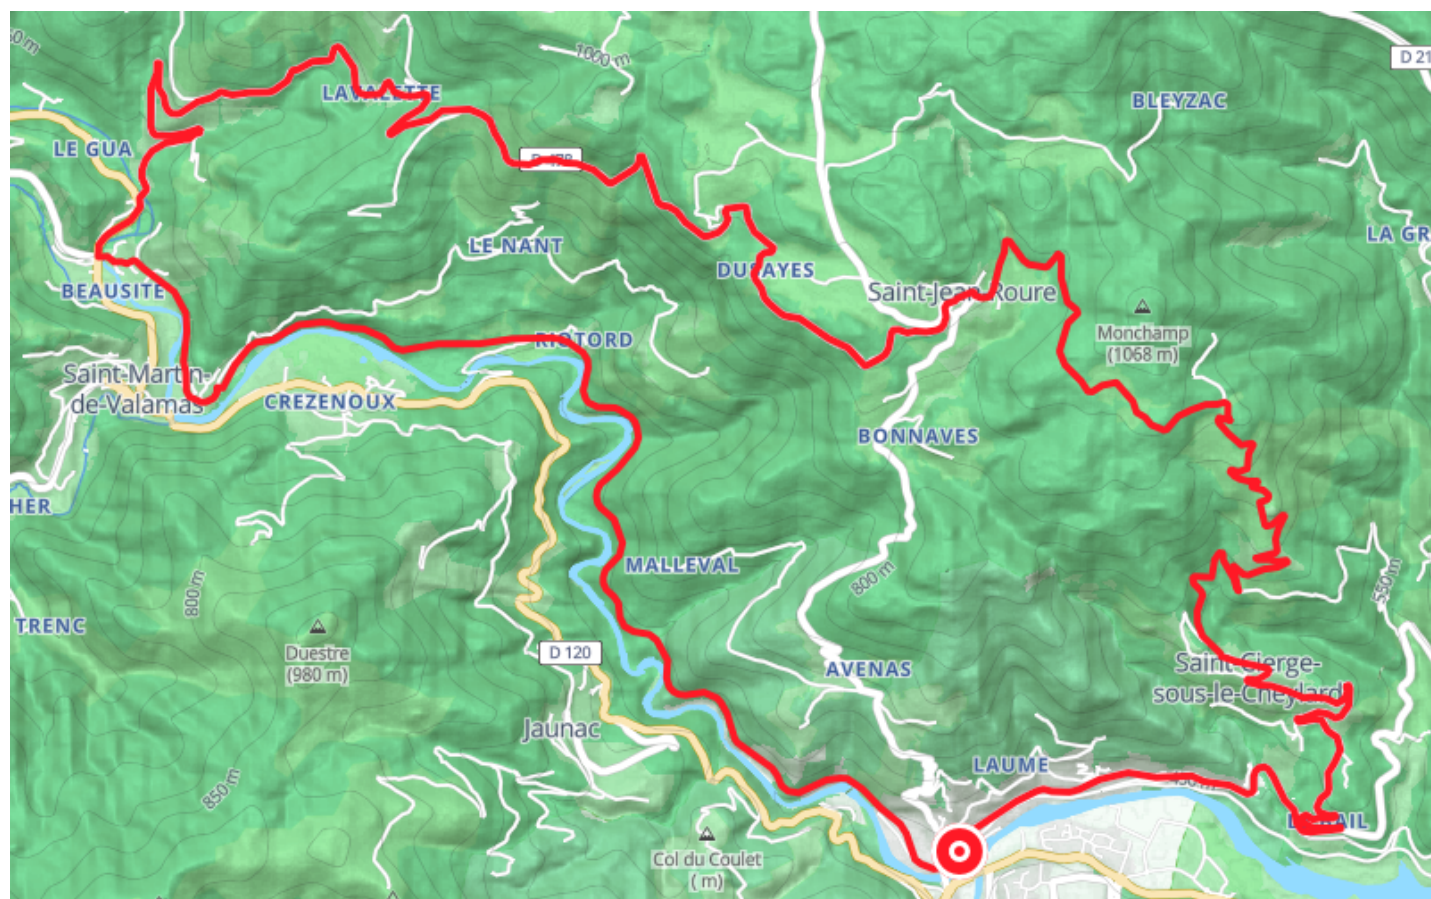 1000 m
D 21
BLEYZAC
LAVALETTE
LE GUA
LA GR
LE NANT
BEAUSITE
Saint-Jean-Roure
Monchamp
(1068 m)
RIOTORD
Saint-Martin-
de-Valamas
CREZENOUX
BONNAVES
HER
MALLEVAL
800 m
550 m
800 m
TRENC
Duestre
(980 m)
D 120
AVENAS
Saint-Cierge-
sous-le-Cheylard
Jaunac
LAUME
850 m
Col du Coulet
( m)